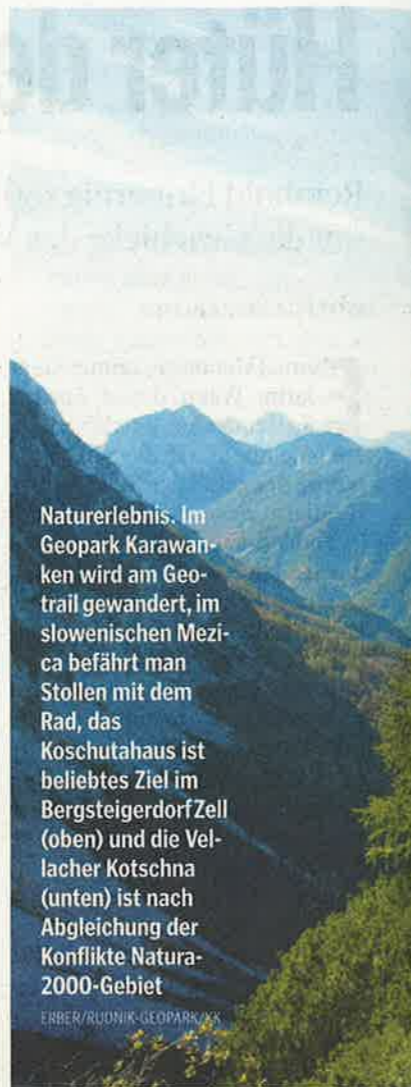 Naturerlebnis. Im
Geopark Karawan-
ken wird am Geo-
trail gewandert, im
slowenischen Mezi-
ca befährt man
Stollen mit dem
Rad, das
Koschutahaus ist
beliebtes Ziel im
BergsteigerdorfZell
(oben) und die Vel-
lacher Kotschna
(unten) ist nach
Abgleichung der
Konflikte Natura-
2000-Gebiet
ERBER/RUDNIK-GEOPARK/KK